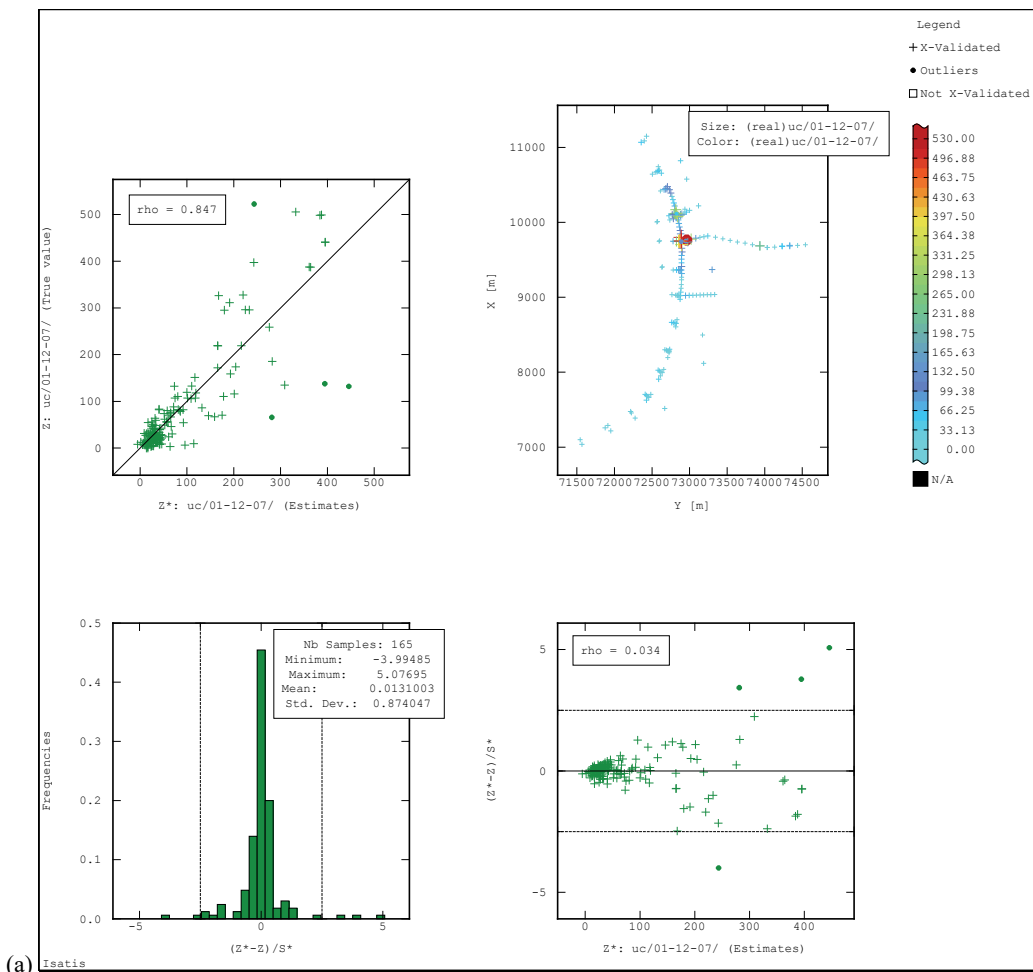 Legend
X-Validated
Outliers
Not X-Validated
530.00
496.88
463.75
430.63
397.50
364.38
331.25
298.13
265.00
231.88
198.75
165.63
132.50
99.38
66.25
33.13
0.00
N/A
rho = 0.847
500
400
300
200
100
0
Z: uc/01-12-07/ (True value)
0 100 200 300 400 500
Z*: uc/01-12-07/ (Estimates)
Size: (real)uc/01-12-07/
Color: (real)uc/01-12-07/
11000
10000
9000
8000
7000
X [m]
71500 72000 72500 73000 73500 74000 74500
Y [m]
Nb Samples: 165
Minimum: -3.99485
Maximum: 5.07695
Mean: 0.0131003
Std. Dev.: 0.874047
0.5
0.4
0.3
0.2
0.1
0.0
Frequencies
-5 0 5
(Z*-Z)/S*
rho = 0.034
5
0
-5
(Z*-Z)/S*
0 100 200 300 400
Z*: uc/01-12-07/ (Estimates)
(a)
Isatis